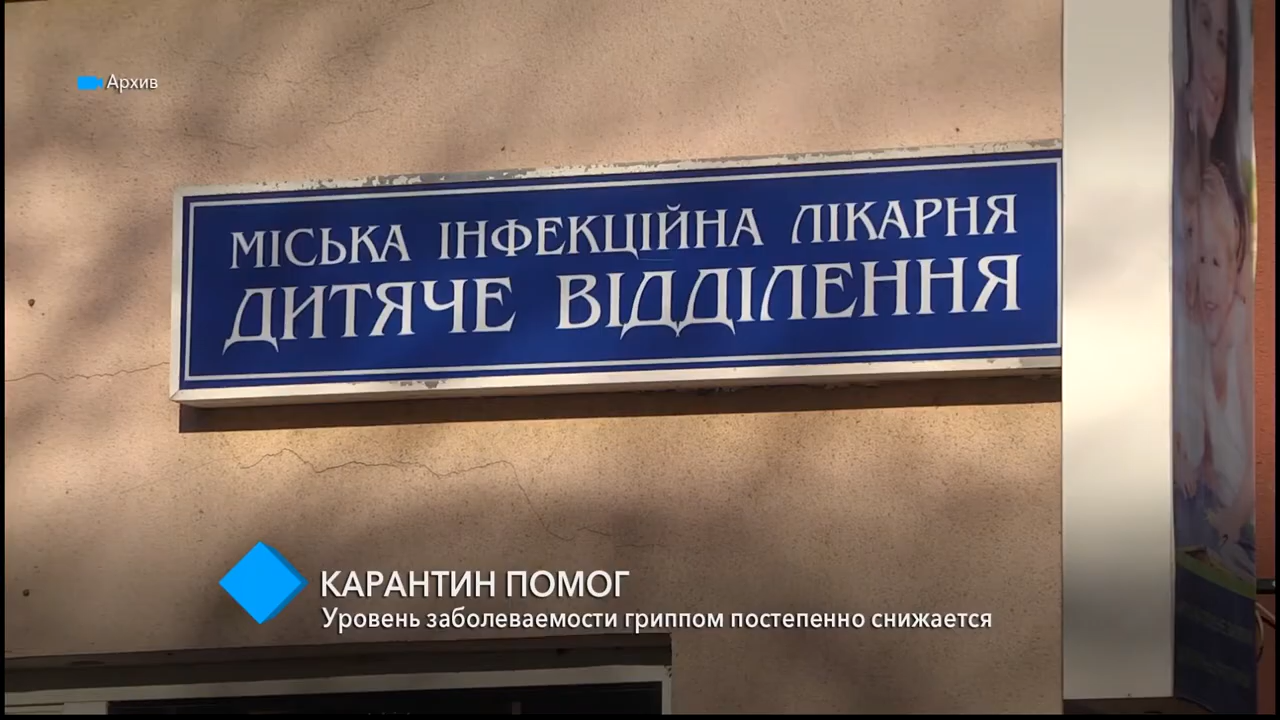 Архив
МІСЬКА ІНФЕКЦІЙНА ЛІКАРНЯ
ДИТЯЧЕ ВІДДІЛЕННЯ
КАРАНТИН ПОМОГ
Уровень заболеваемости гриппом постепенно снижается